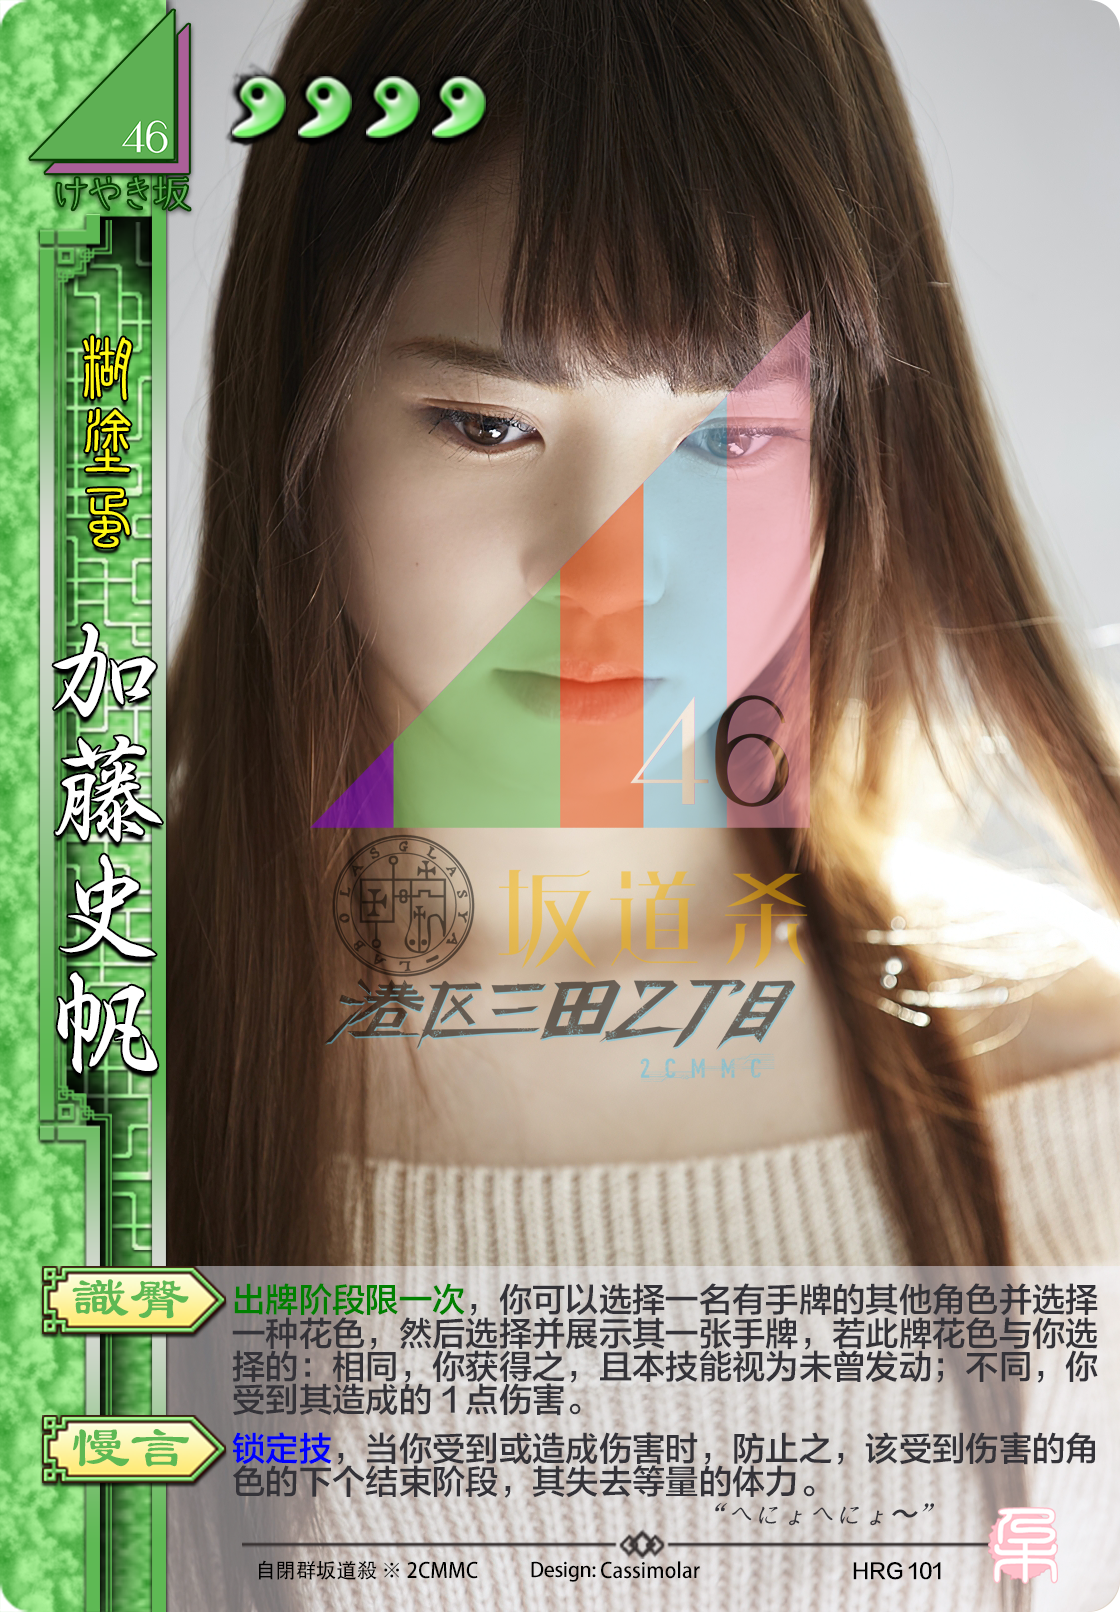 46
けやき坂
糊塗蛋
加藤史帆
46
GLASYA LABOLAS
坂道杀
港区三田2丁目
2CMMC
識臀
出牌阶段限一次，你可以选择一名有手牌的其他角色并选择
一种花色，然后选择并展示其一张手牌，若此牌花色与你选
择的：相同，你获得之，且本技能视为未曾发动；不同，你
受到其造成的 1点伤害。
慢言
锁定技，当你受到或造成伤害时，防止之，该受到伤害的角
色的下个结束阶段，其失去等量的体力。
“へにょへにょ〜”
自閉群坂道殺 ※ 2CMMC
Design: Cassimolar
HRG 101